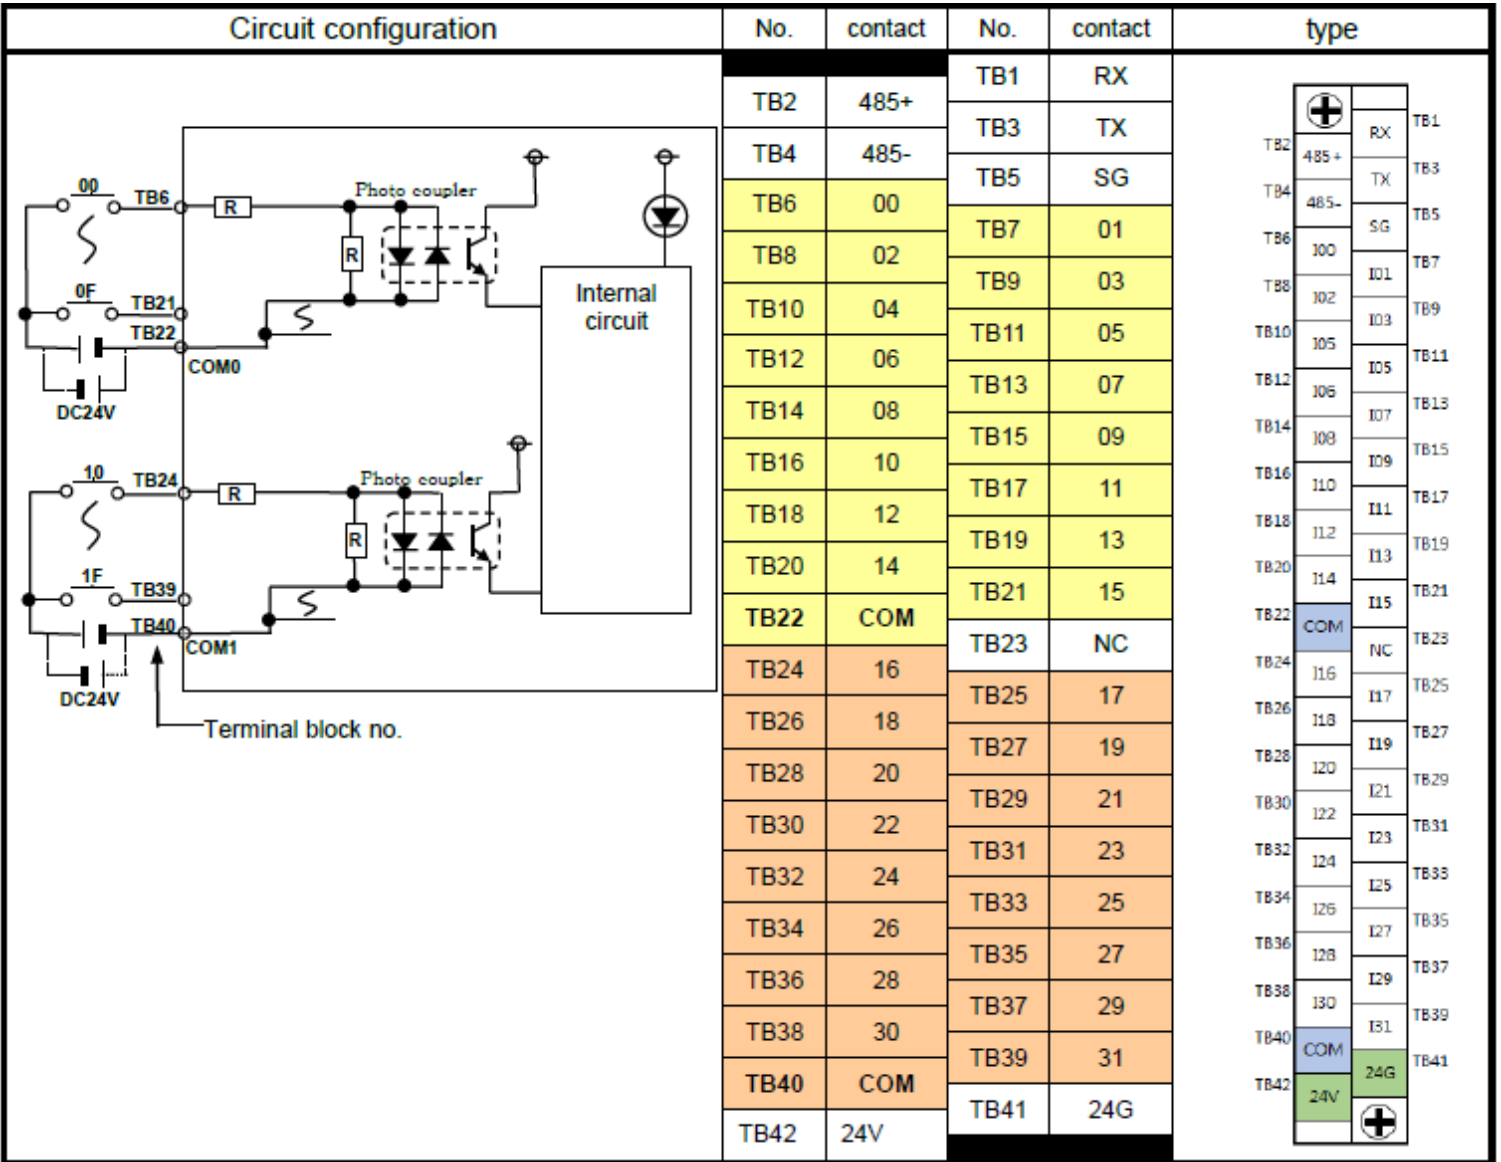 Circuit configuration
No. contact No. contact type
TB1 RX
TB2 485+
TB3 TX
TB4 485-
TB5 SG
TB6 00
TB7 01
TB8 02
TB9 03
TB10 04
TB11 05
TB12 06
TB13 07
TB14 08
TB15 09
TB16 10
TB17 11
TB18 12
TB19 13
TB20 14
TB21 15
TB22 COM
TB23 NC
TB24 16
TB25 17
TB26 18
TB27 19
TB28 20
TB29 21
TB30 22
TB31 23
TB32 24
TB33 25
TB34 26
TB35 27
TB36 28
TB37 29
TB38 30
TB39 31
TB40 COM
TB41 24G
TB42 24V
00
TB6
R
Photo coupler
R
0F
TB21
TB22
COM0
DC24V
Internal
circuit
10
TB24
R
Photo coupler
R
1F
TB39
TB40
COM1
DC24V
Terminal block no.
RX TB1
TB2 485+
TX TB3
TB4 485-
SG TB5
TB6 I00
I01 TB7
TB8 I02
I03 TB9
TB10 I05
I05 TB11
TB12 I06
I07 TB13
TB14 I08
I09 TB15
TB16 I10
I11 TB17
TB18 I12
I13 TB19
TB20 I14
I15 TB21
TB22 COM
NC TB23
TB24 I16
I17 TB25
TB26 I18
I19 TB27
TB28 I20
I21 TB29
TB30 I22
I23 TB31
TB32 I24
I25 TB33
TB34 I26
I27 TB35
TB36 I28
I29 TB37
TB38 I30
I31 TB39
TB40 COM
24G TB41
TB42 24V